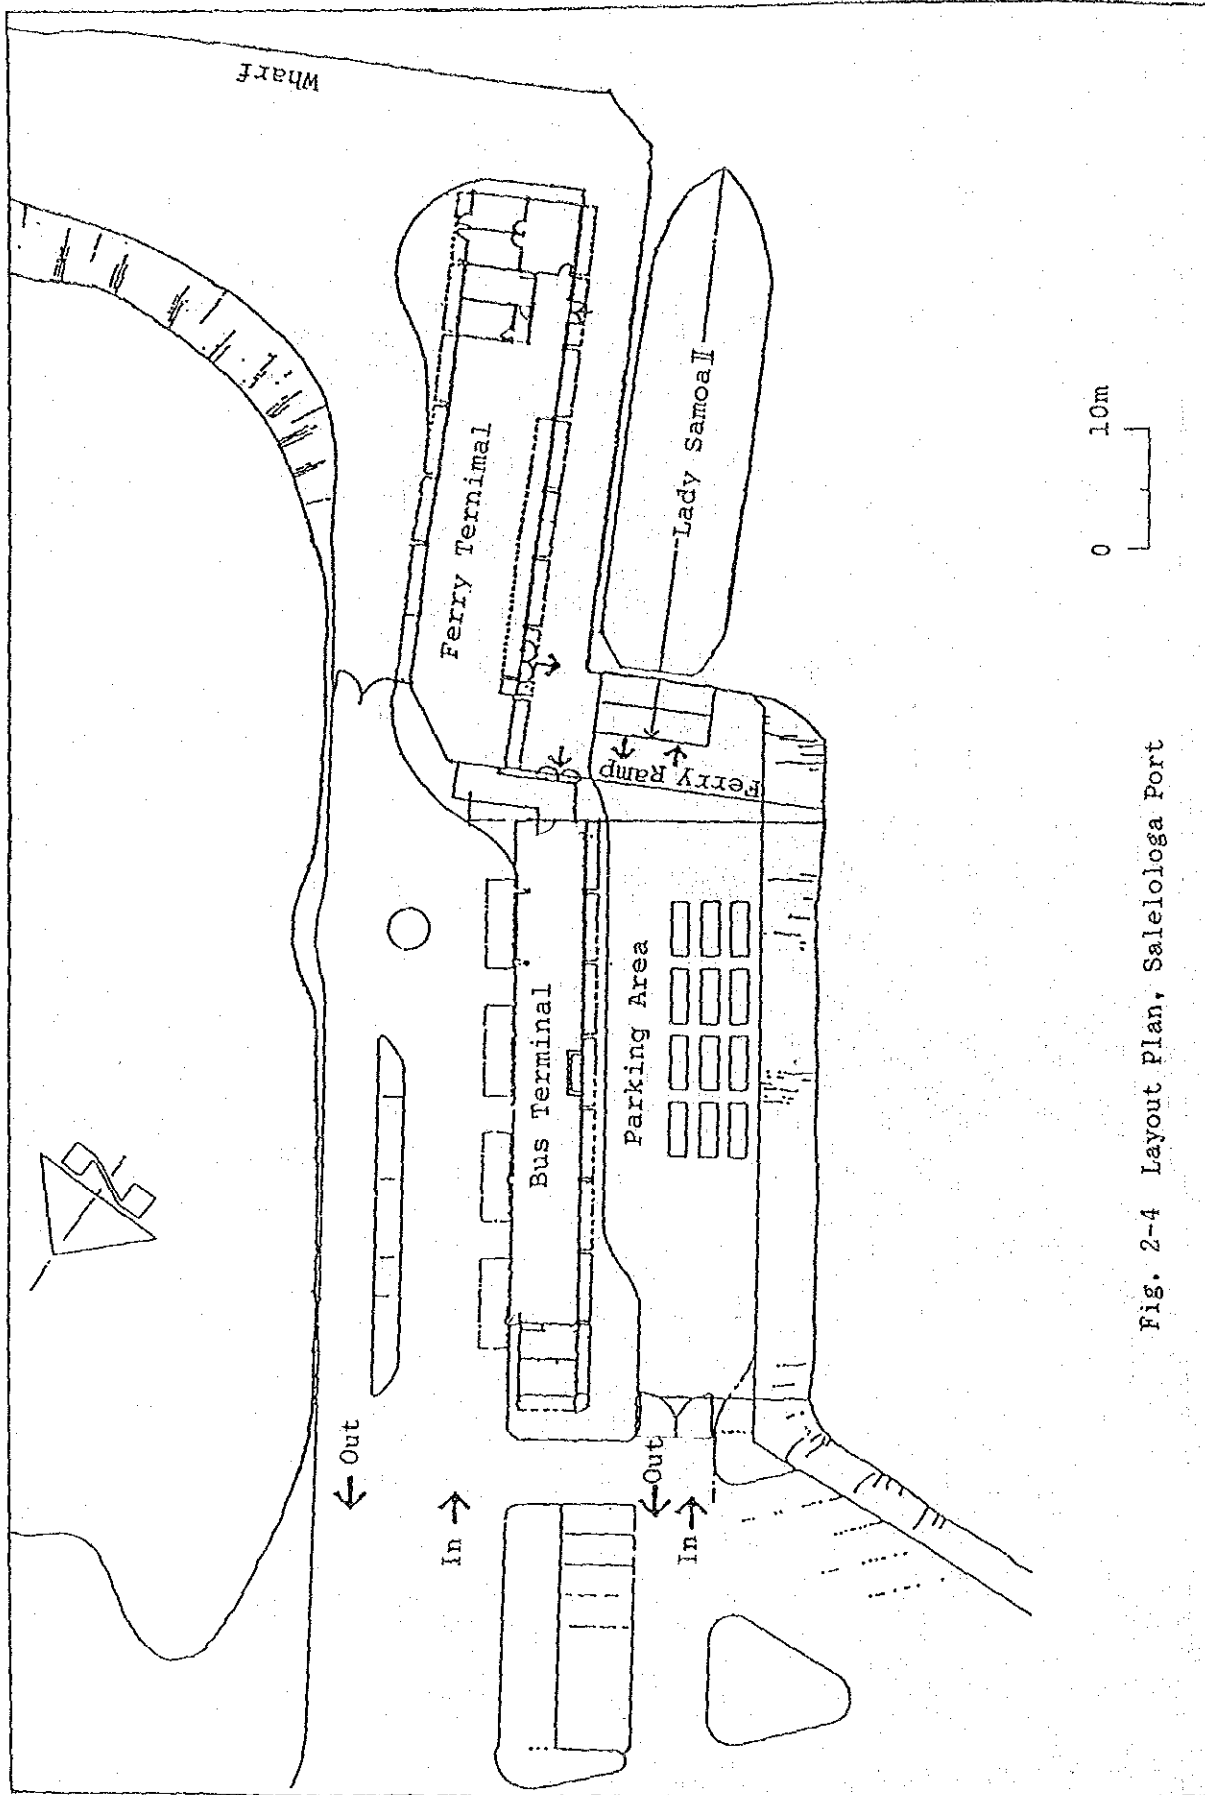 Wharf
Ferry Ternimal
Lady Samoa II
Ferry Ramp
Bus Terminal
Parking Area
Out
In
Out
In
0 10m
Fig. 2-4 Layout Plan, Salelologa Port